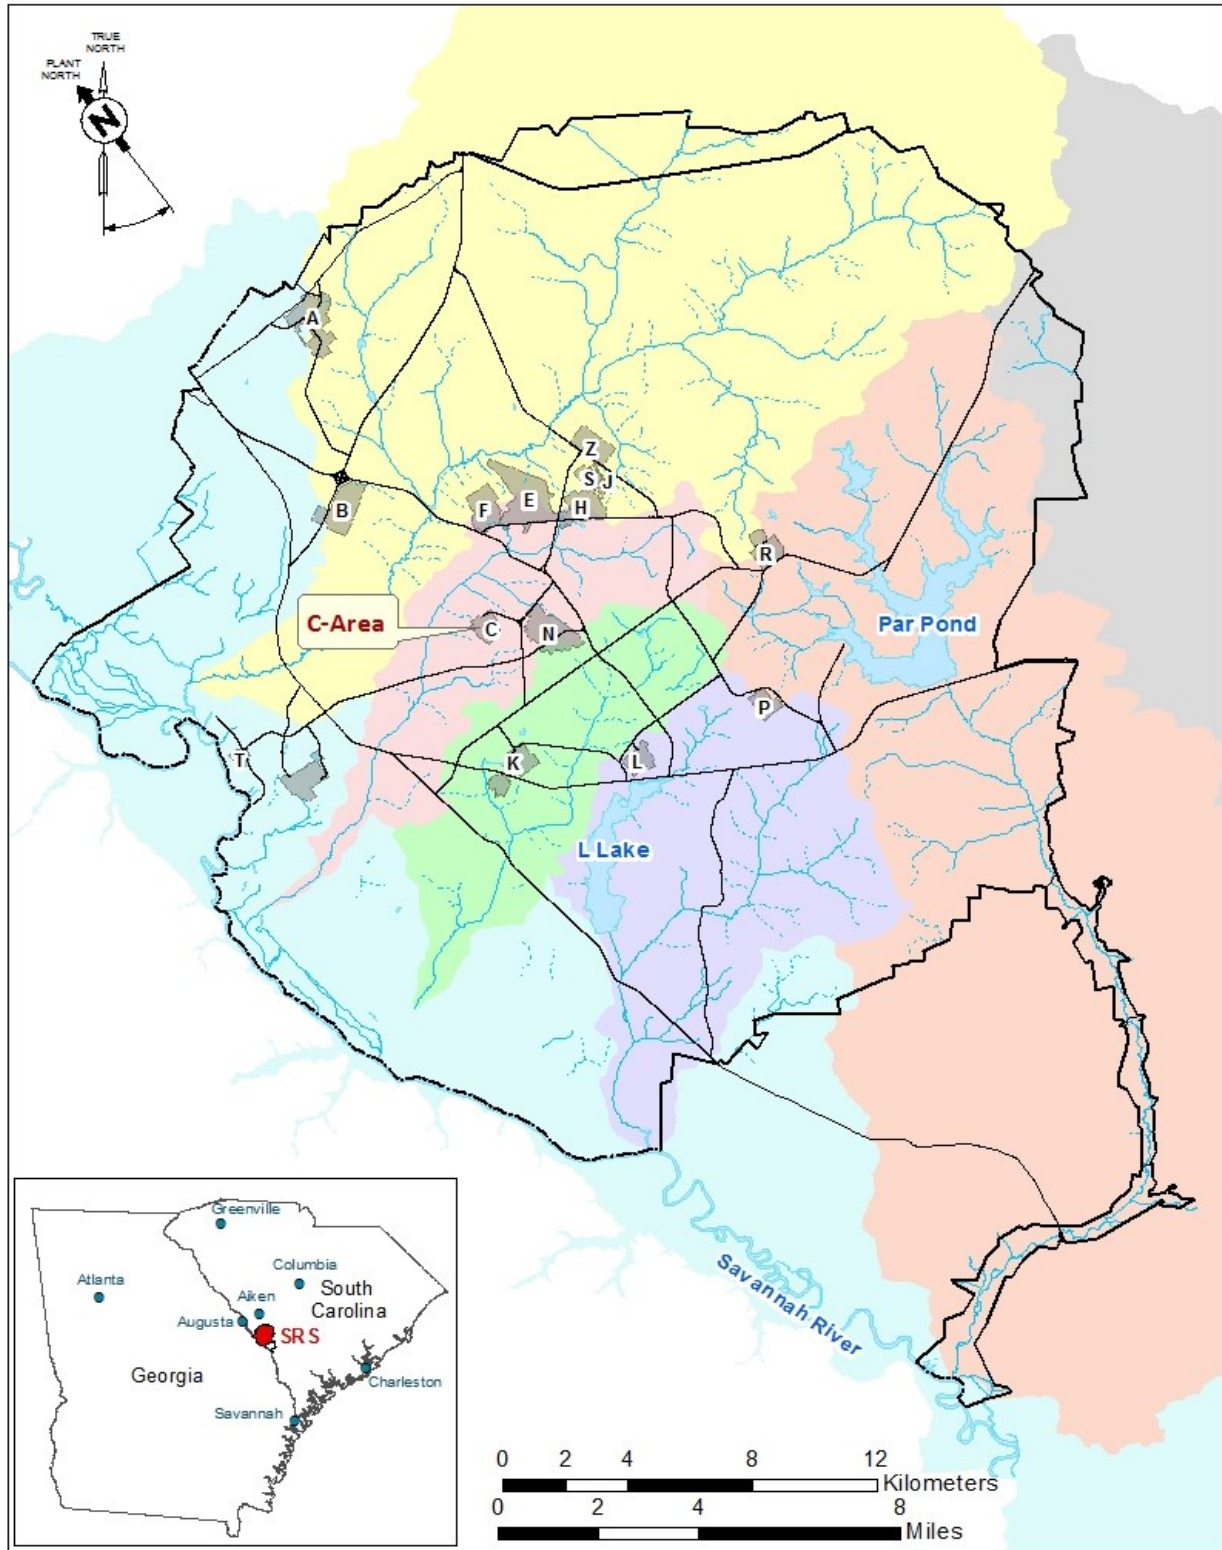 TRUE
NORTH
PLANT
NORTH
N
A
Z
S
J
E
H
F
B
R
C-Area
C
N
Par Pond
P
T
K
L
L Lake
Savannah River
Greenville
Columbia
Atlanta
South
Carolina
Aiken
Augusta
SRS
Georgia
Charleston
Savannah
0 2 4 8 12
Kilometers
0 2 4 8
Miles